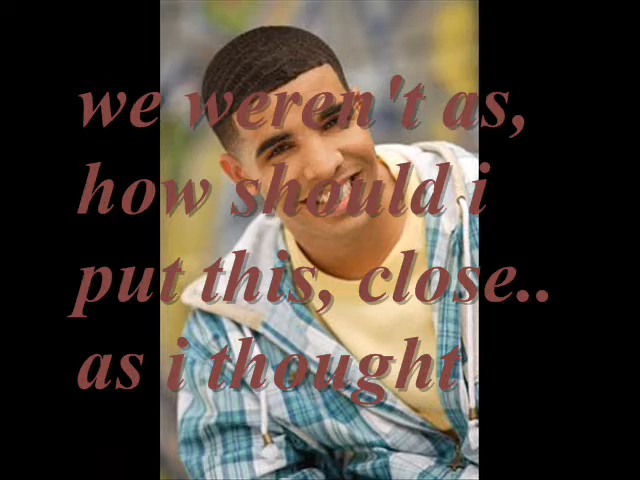 we weren't as,
how should i
put this, close..
as i thought